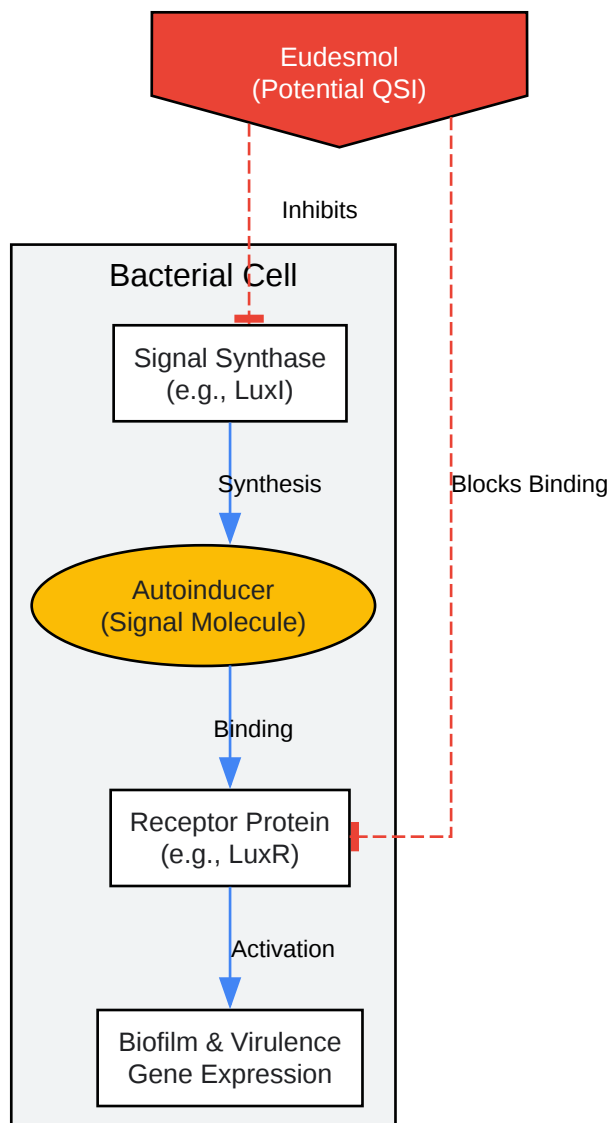 Eudesmol
(Potential QSI)
Inhibits
Bacterial Cell
Signal Synthase
(e.g., LuxI)
Synthesis
Blocks Binding
Autoinducer
(Signal Molecule)
Binding
Receptor Protein
(e.g., LuxR)
Activation
Biofilm & Virulence
Gene Expression